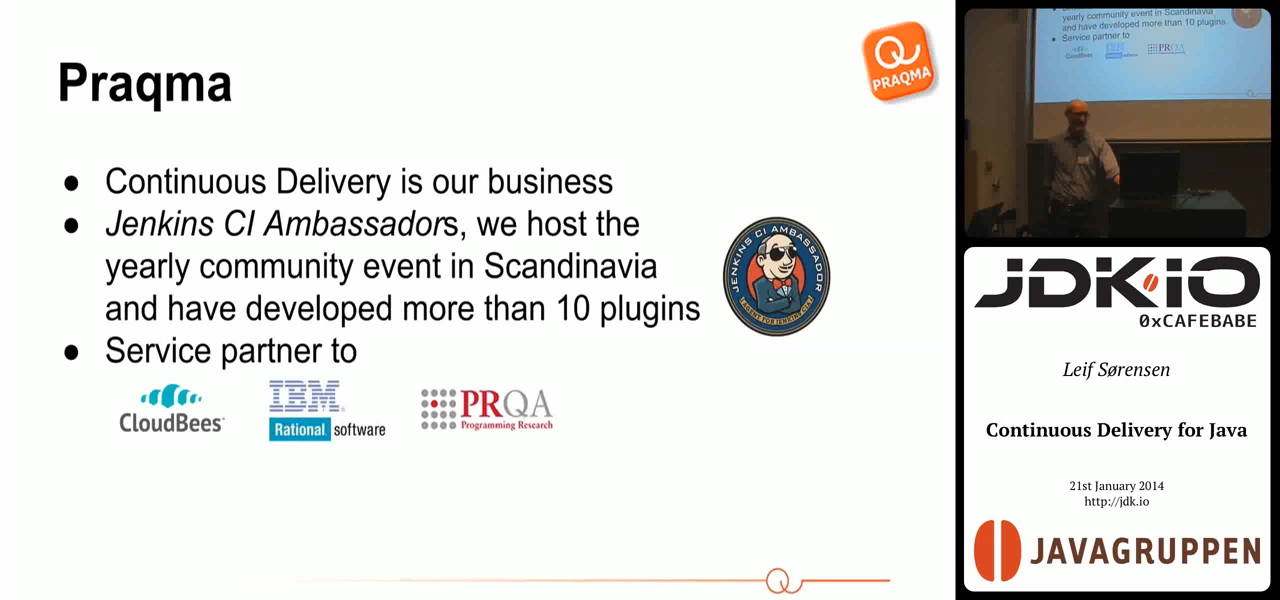 Praqma
PRAQMA
● Continuous Delivery is our business
● Jenkins CI Ambassadors, we host the
yearly community event in Scandinavia
and have developed more than 10 plugins
JENKINS CI AMBASSADOR
● Service partner to
CloudBees
IBM
Rational software
PRQA
Programming Research
yearly community event in Scandinavia
and have developed more than 10 plugins
● Service partner to
CloudBees
IBM
PRQA
JDK.IO
0xCAFEBABE
Leif Sørensen
Continuous Delivery for Java
21st January 2014
http://jdk.io
JAVAGRUPPEN